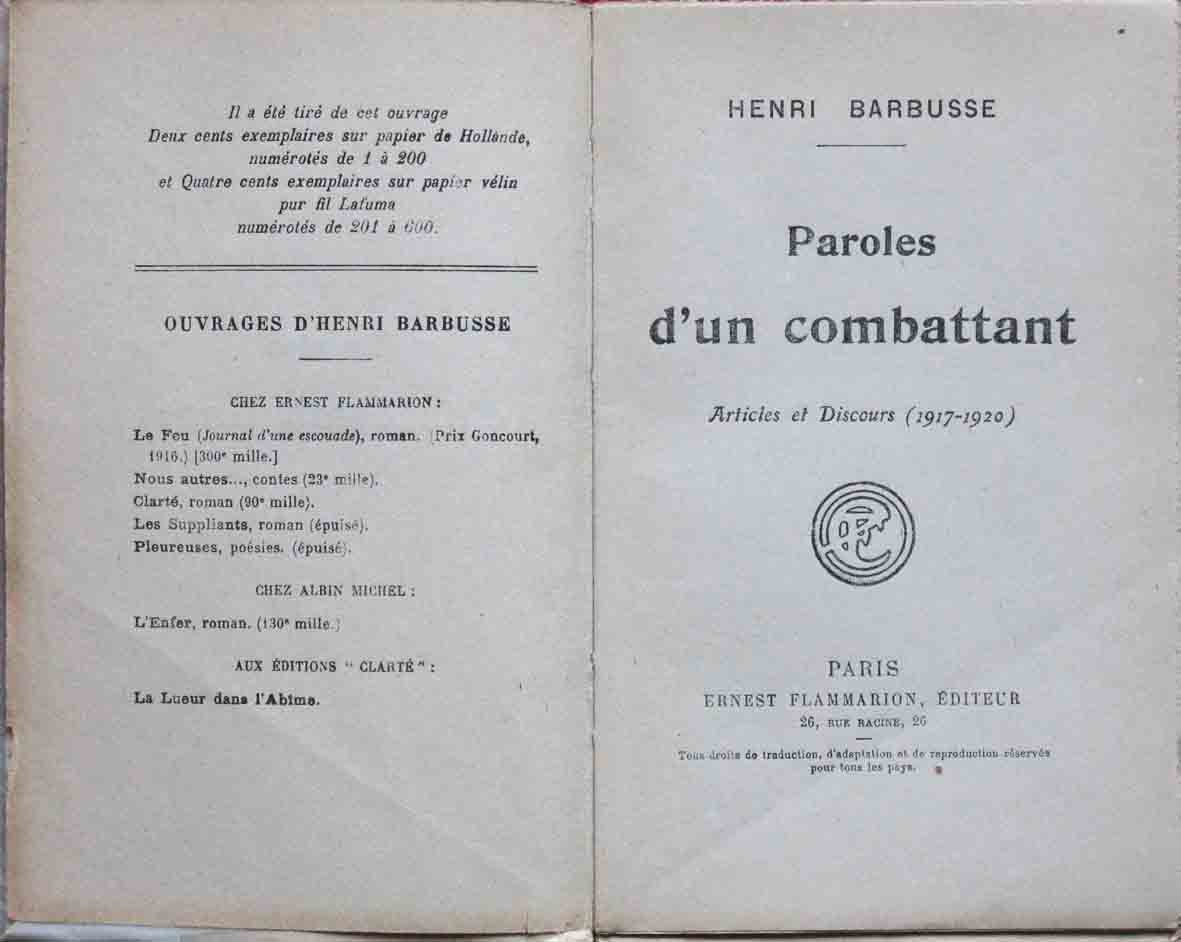 Il a été tiré de cet ouvrage
Deux cents exemplaires sur papier de Hollande,
numérotés de 1 à 200
et Quatre cents exemplaires sur papier vélin
pur fil Lafuma
numérotés de 201 à 600.
OUVRAGES D'HENRI BARBUSSE
CHEZ ERNEST FLAMMARION :
Le Feu (Journal d'une escouade), roman. (Prix Goncourt,
1916.) [300e mille.]
Nous autres..., contes (23e mille).
Clarté, roman (90e mille).
Les Suppliants, roman (épuisé).
Pleureuses, poésies. (épuisé).
CHEZ ALBIN MICHEL :
L'Enfer, roman. (130e mille.)
AUX ÉDITIONS " CLARTÉ " :
La Lueur dans l'Abîme.
HENRI BARBUSSE
Paroles
d'un combattant
Articles et Discours (1917-1920)
PARIS
ERNEST FLAMMARION, ÉDITEUR
26, RUE RACINE, 26
Tous droits de traduction, d'adaptation et de reproduction réservés
pour tous les pays.